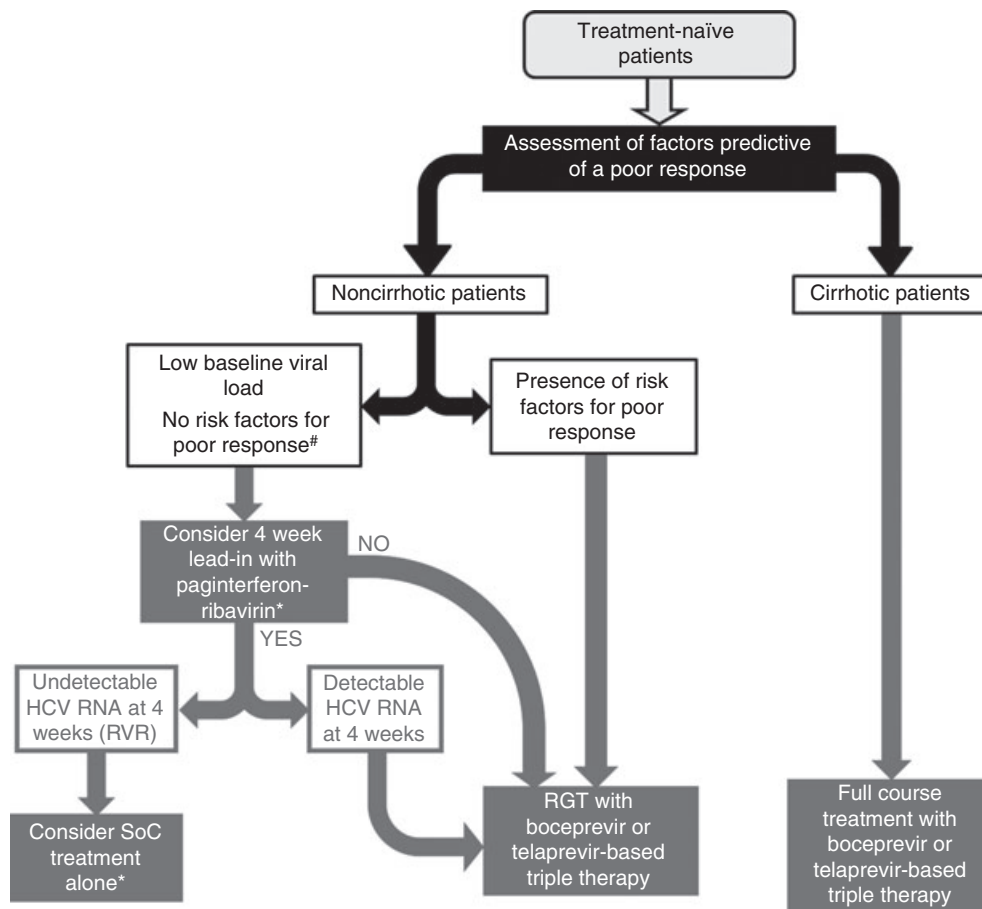 Treatment-naïve
patients
Assessment of factors predictive
of a poor response
Noncirrhotic patients
Cirrhotic patients
Low baseline viral
load
No risk factors for
poor response#
Presence of risk
factors for poor
response
Consider 4 week
lead-in with
paginterferon-
ribavirin*
NO
YES
Undetectable
HCV RNA at 4
weeks (RVR)
Detectable
HCV RNA
at 4 weeks
Consider SoC
treatment
alone*
RGT with
boceprevir or
telaprevir-based
triple therapy
Full course
treatment with
boceprevir or
telaprevir-based
triple therapy